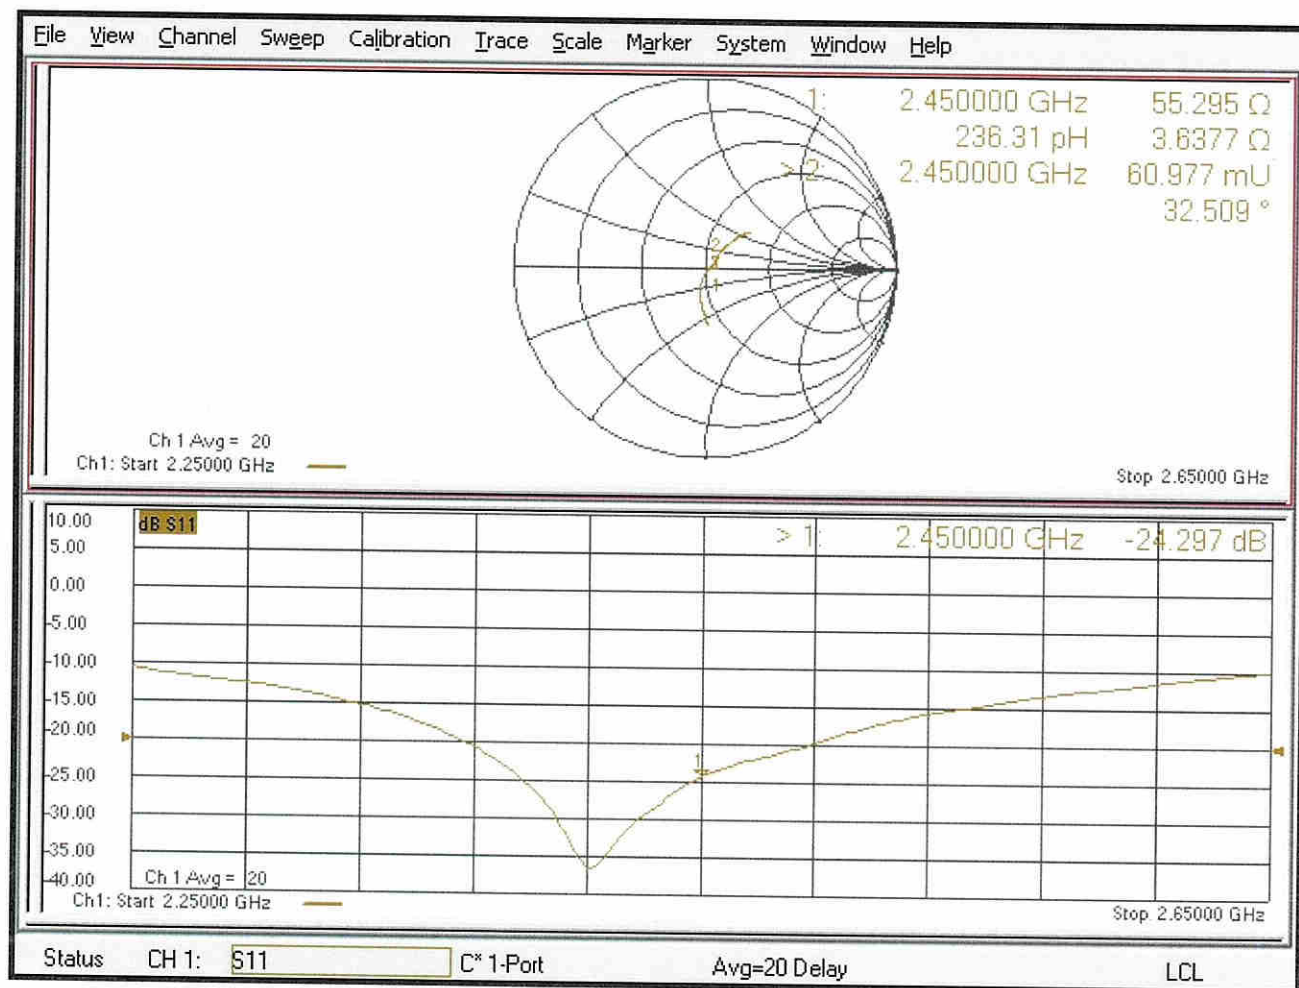 File View Channel Sweep Calibration Trace Scale Marker System Window Help
1: 2.450000 GHz 55.295 Ω
236.31 pH 3.6377 Ω
> 2: 2.450000 GHz 60.977 mU
32.509 °
2
1
Ch 1 Avg = 20
Ch1: Start 2.25000 GHz
Stop 2.65000 GHz
10.00
dB S11
> 1: 2.450000 GHz -24.297 dB
5.00
0.00
-5.00
-10.00
-15.00
-20.00
1
-25.00
-30.00
-35.00
-40.00
Ch 1 Avg = 20
Ch1: Start 2.25000 GHz
Stop 2.65000 GHz
Status CH 1: S11 C* 1-Port Avg=20 Delay LCL